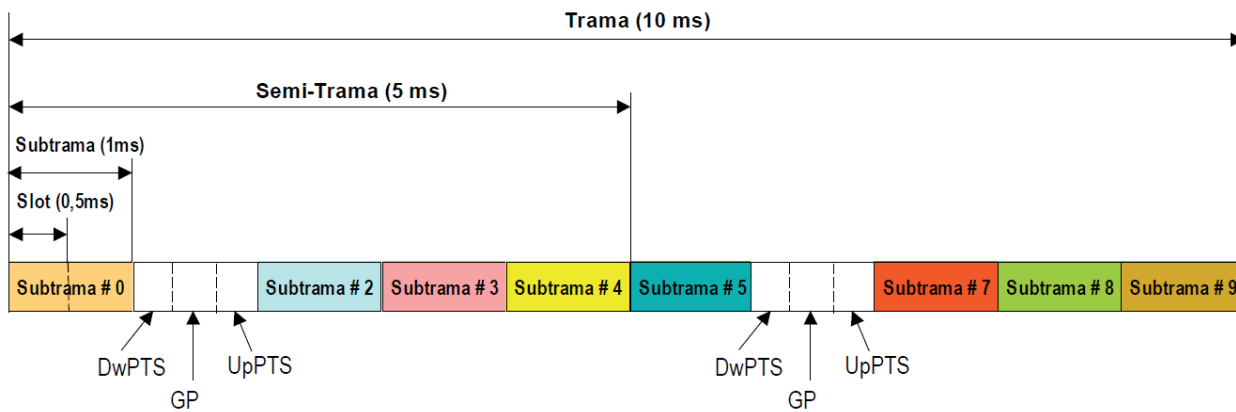 Trama (10 ms)
Semi-Trama (5 ms)
Subtrama (1ms)
Slot (0,5ms)
Subtrama # 0 Subtrama # 2 Subtrama # 3 Subtrama # 4 Subtrama # 5 Subtrama # 7 Subtrama # 8 Subtrama # 9
DwPTS UpPTS DwPTS UpPTS
GP GP